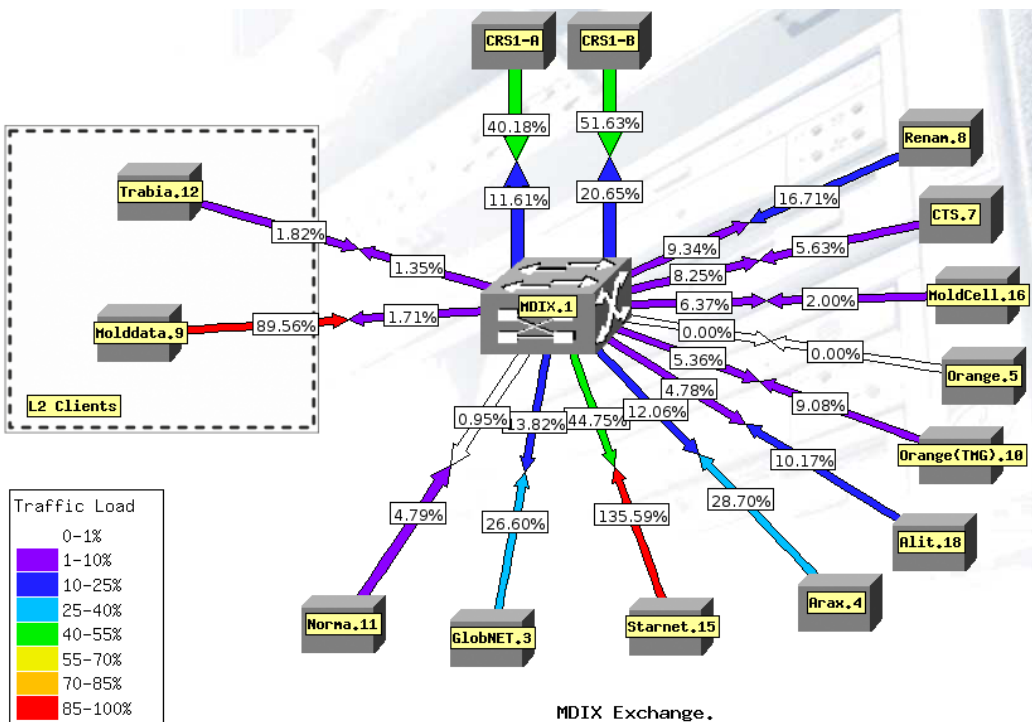 CRS1-A
CRS1-B
40.18%
51.63%
Renam.8
Trabia.12
11.61%
20.65%
16.71%
CTS.7
1.82%
9.34%
5.63%
1.35%
8.25%
MoldCell.16
MDIX.1
6.37%
2.00%
Molddata.9
89.56%
1.71%
0.00%
0.00%
Orange.5
5.36%
L2 Clients
4.78%
9.08%
0.95%
13.82%
44.75%
12.06%
Orange(TMG).10
10.17%
Traffic Load
0-1%
1-10%
10-25%
25-40%
40-55%
55-70%
70-85%
85-100%
4.79%
26.60%
135.59%
28.70%
Alit.18
Arax.4
Norma.11
GlobNET.3
Starnet.15
MDIX Exchange.